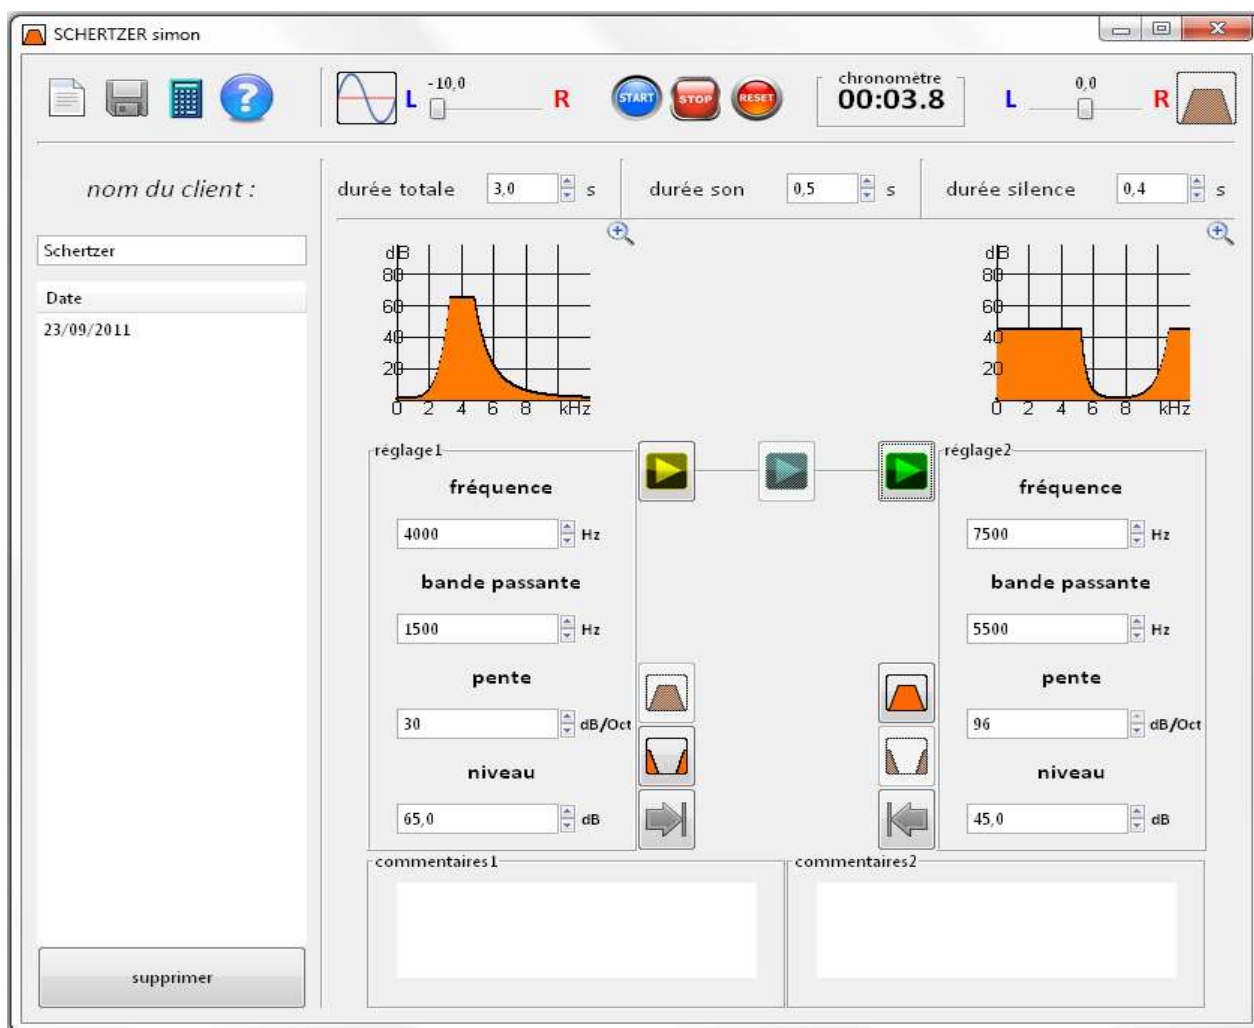 SCHERTZER simon
L -10,0 R
START STOP RESET
chronomètre
00:03.8
L 0,0 R
nom du client :
durée totale 3,0 s
durée son 0,5 s
durée silence 0,4 s
Schertzer
Date
23/09/2011
dB
80
60
40
20
0 2 4 6 8 kHz
dB
80
60
40
20
0 2 4 6 8 kHz
réglage1
fréquence
4000 Hz
bande passante
1500 Hz
pente
30 dB/Oct
niveau
65,0 dB
réglage2
fréquence
7500 Hz
bande passante
5500 Hz
pente
96 dB/Oct
niveau
45,0 dB
commentaires1
commentaires2
supprimer